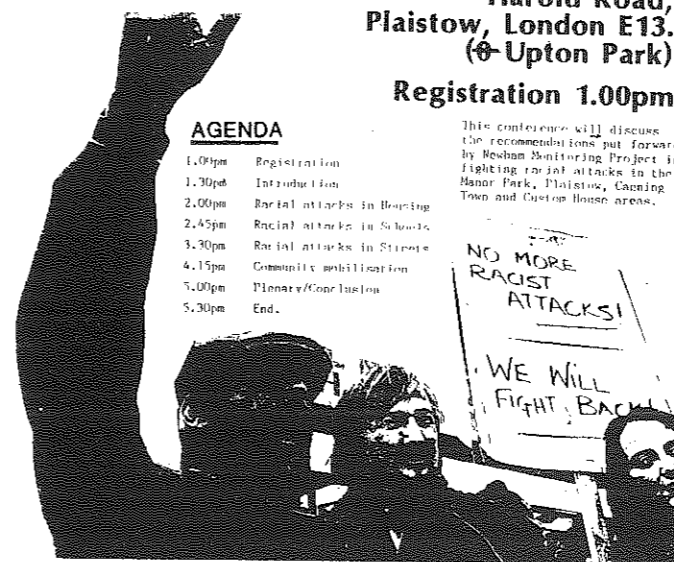 Harold Road,
Plaistow, London E13.
(⊖ Upton Park)
Registration 1.00pm
AGENDA
1.00pm Registration
1.30pm Introduction
2.00pm Racial attacks in Housing
2.45pm Racial attacks in Schools
3.30pm Racial attacks in Streets
4.15pm Community mobilisation
5.00pm Plenary/Conclusion
5.30pm End.
This conference will discuss
the recommendations put forward
by Newham Monitoring Project in
fighting racial attacks in the
Manor Park, Plaistow, Canning
Town and Custom House areas.
NO MORE
RACIST
ATTACKS!
WE WILL
FIGHT BACK!